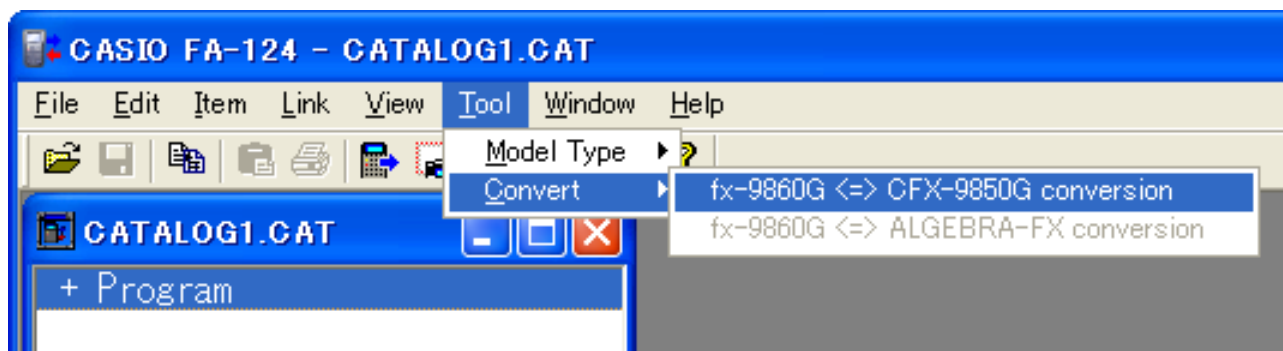 CASIO FA-124 - CATALOG1.CAT
File Edit Item Link View Tool Window Help
Model Type
Convert
fx-9860G <=> CFX-9850G conversion
fx-9860G <=> ALGEBRA-FX conversion
CATALOG1.CAT
+ Program